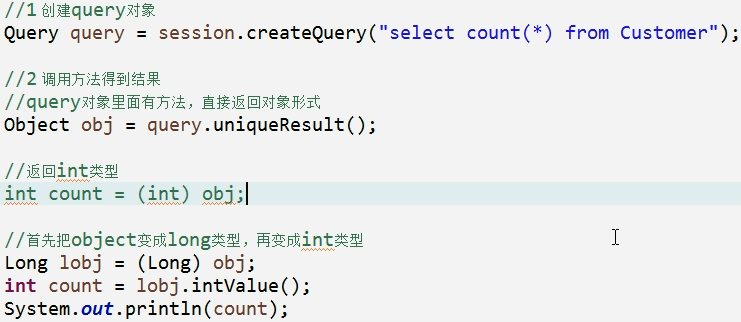 //1 创建query对象
Query query = session.createQuery("select count(*) from Customer");
//2 调用方法得到结果
//query对象里面有方法，直接返回对象形式
Object obj = query.uniqueResult();
//返回int类型
int count = (int) obj;
//首先把object变成long类型，再变成int类型
Long lobj = (Long) obj;
int count = lobj.intValue();
System.out.println(count);